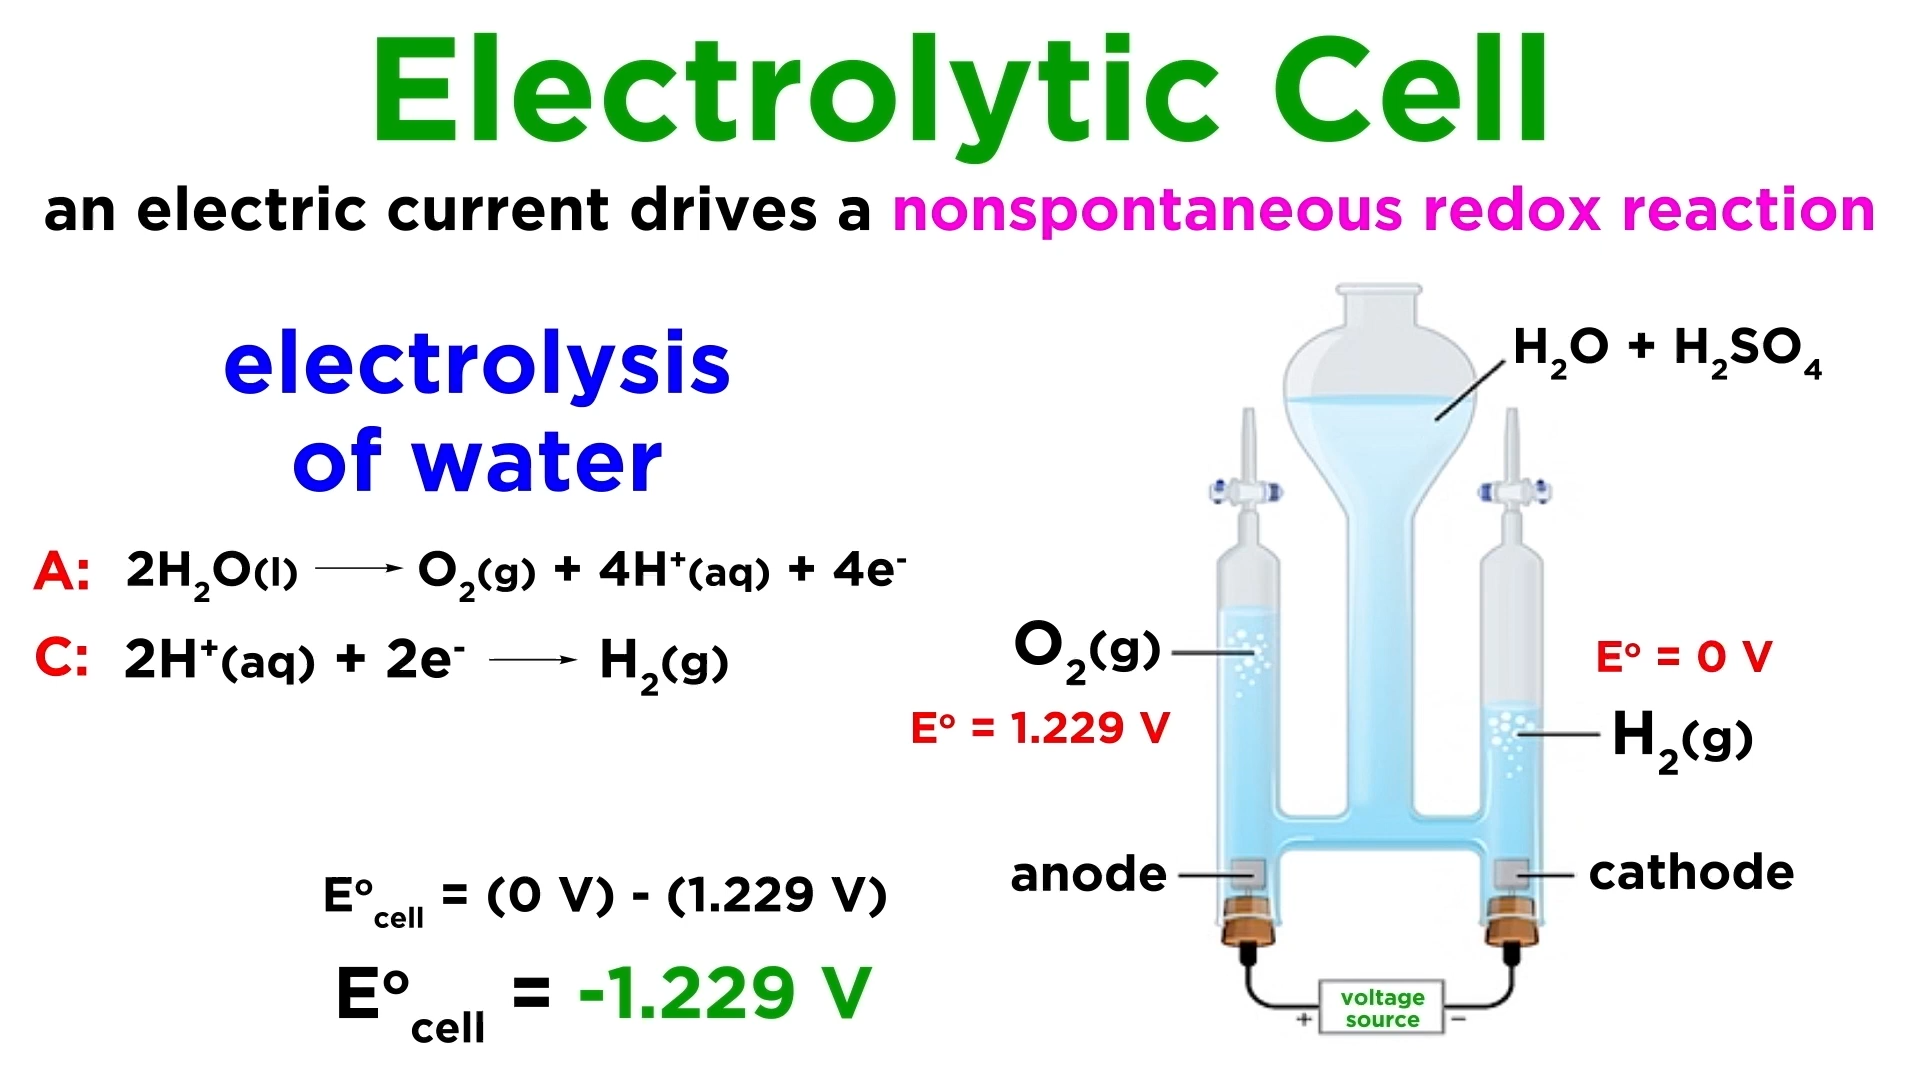 Electrolytic Cell
an electric current drives a nonspontaneous redox reaction
electrolysis
of water
A: 2H₂O(l) ⟶ O₂(g) + 4H⁺(aq) + 4e⁻
C: 2H⁺(aq) + 2e⁻ ⟶ H₂(g)
E°cell = (0 V) - (1.229 V)
E°cell = -1.229 V
H₂O + H₂SO₄
O₂(g)
E° = 1.229 V
E° = 0 V
H₂(g)
anode
cathode
voltage
source
+ −